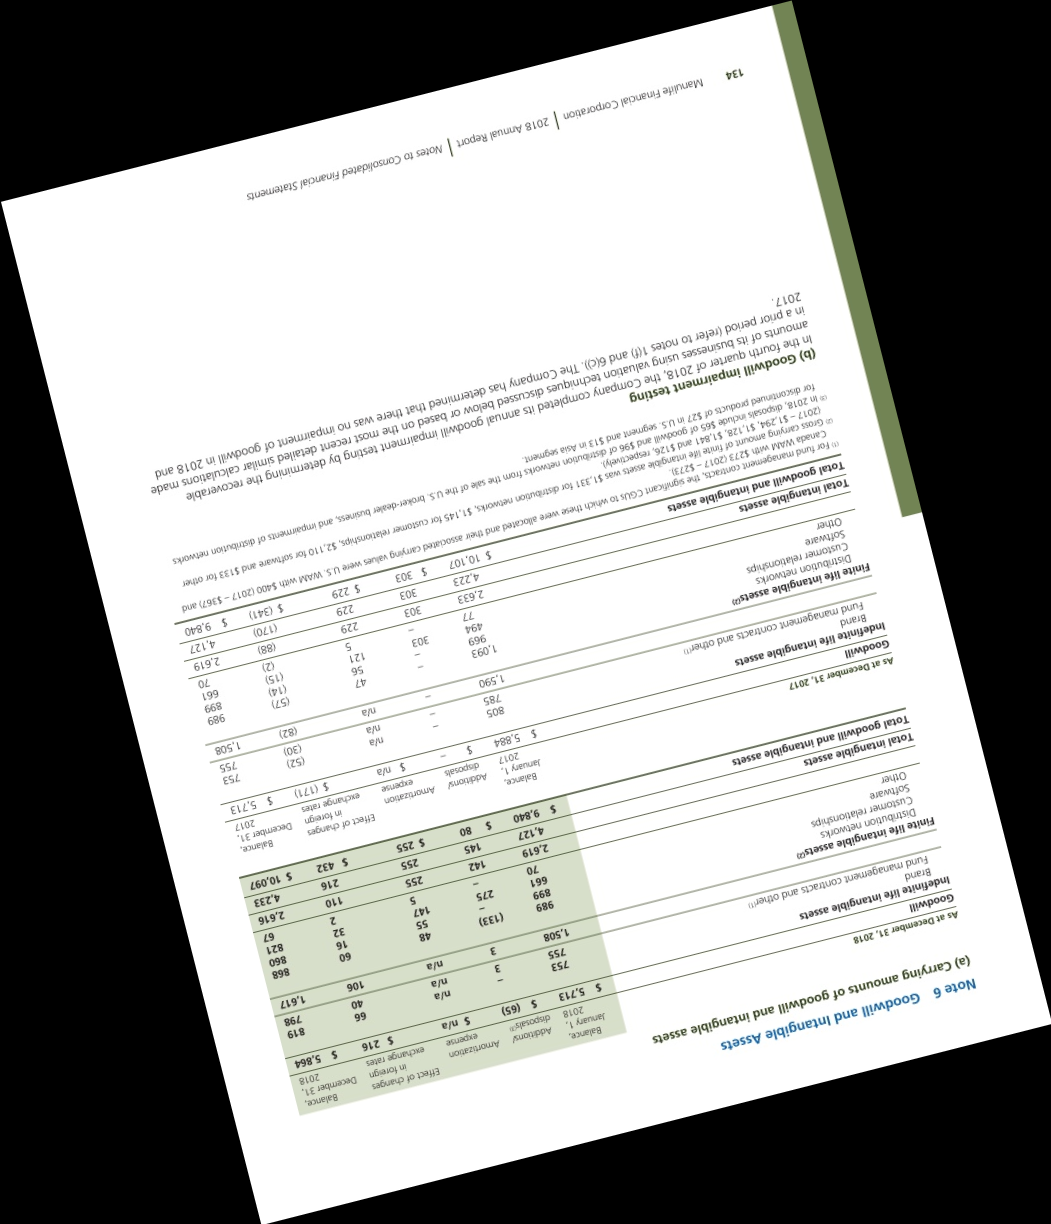 Note 6 Goodwill and Intangible Assets
(a) Carrying amounts of goodwill and intangible assets
As at December 31, 2018 Balance, January 1, 2018 Additions/ disposals(3) Amortization expense Effect of changes in foreign exchange rates Balance, December 31, 2018
Goodwill $ 5,713 $ (65) $ n/a $ 216 $ 5,864
Indefinite life intangible assets
Brand 753 – n/a 66 819
Fund management contracts and other(1) 755 3 n/a 40 798
1,508 3 n/a 106 1,617
Finite life intangible assets(2)
Distribution networks 989 (133) 48 60 868
Customer relationships 899 – 55 16 860
Software 661 275 147 32 821
Other 70 – 5 2 67
2,619 142 255 110 2,616
Total intangible assets 4,127 145 255 216 4,233
Total goodwill and intangible assets $ 9,840 $ 80 $ 255 $ 432 $ 10,097
As at December 31, 2017 Balance, January 1, 2017 Additions/ disposals Amortization expense Effect of changes in foreign exchange rates Balance, December 31, 2017
Goodwill $ 5,884 $ – $ n/a $ (171) $ 5,713
Indefinite life intangible assets
Brand 805 – n/a (52) 753
Fund management contracts and other(1) 785 – n/a (30) 755
1,590 – n/a (82) 1,508
Finite life intangible assets(2)
Distribution networks 1,093 – 47 (57) 989
Customer relationships 969 – 56 (14) 899
Software 494 303 121 (15) 661
Other 77 – 5 (2) 70
2,633 303 229 (88) 2,619
Total intangible assets 4,223 303 229 (170) 4,127
Total goodwill and intangible assets $ 10,107 $ 303 $ 229 $ (341) $ 9,840
(1) For fund management contracts, the significant CGUs to which these were allocated and their associated carrying values were U.S. WAM with $400 (2017 – $367) and
Canada WAM with $273 (2017 – $273).
(2) Gross carrying amount of finite life intangible assets was $1,331 for distribution networks, $1,145 for customer relationships, $2,110 for software and $133 for other
(2017 – $1,294, $1,128, $1,841 and $126, respectively).
(3) In 2018, disposals include $65 of goodwill and $96 of distribution networks from the sale of the U.S. broker-dealer business, and impairments of distribution networks
for discontinued products of $27 in U.S. segment and $13 in Asia segment.
(b) Goodwill impairment testing
In the fourth quarter of 2018, the Company completed its annual goodwill impairment testing by determining the recoverable
amounts of its businesses using valuation techniques discussed below or based on the most recent detailed similar calculations made
in a prior period (refer to notes 1(f) and 6(c)). The Company has determined that there was no impairment of goodwill in 2018 and
2017.
134 Manulife Financial Corporation | 2018 Annual Report | Notes to Consolidated Financial Statements